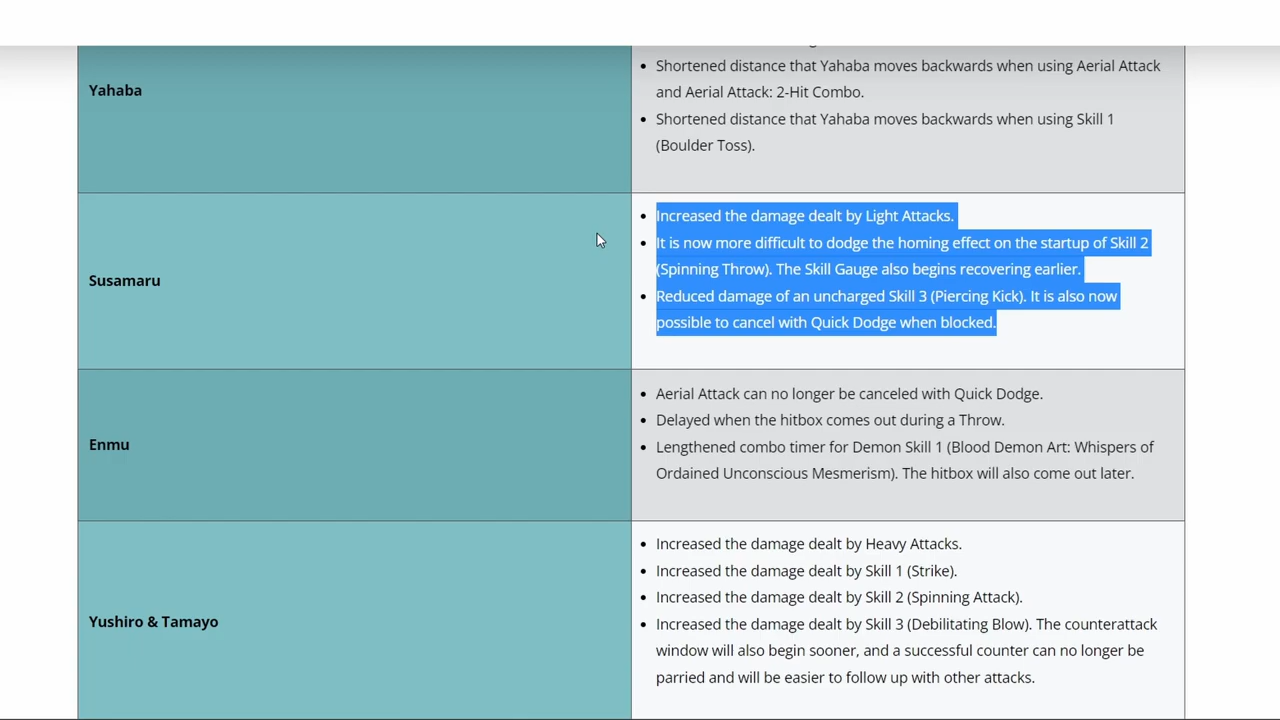 Yahaba
Shortened distance that Yahaba moves backwards when using Aerial Attack
and Aerial Attack: 2-Hit Combo.
Shortened distance that Yahaba moves backwards when using Skill 1
(Boulder Toss).
Susamaru
Increased the damage dealt by Light Attacks.
It is now more difficult to dodge the homing effect on the startup of Skill 2
(Spinning Throw). The Skill Gauge also begins recovering earlier.
Reduced damage of an uncharged Skill 3 (Piercing Kick). It is also now
possible to cancel with Quick Dodge when blocked.
Enmu
Aerial Attack can no longer be canceled with Quick Dodge.
Delayed when the hitbox comes out during a Throw.
Lengthened combo timer for Demon Skill 1 (Blood Demon Art: Whispers of
Ordained Unconscious Mesmerism). The hitbox will also come out later.
Yushiro & Tamayo
Increased the damage dealt by Heavy Attacks.
Increased the damage dealt by Skill 1 (Strike).
Increased the damage dealt by Skill 2 (Spinning Attack).
Increased the damage dealt by Skill 3 (Debilitating Blow). The counterattack
window will also begin sooner, and a successful counter can no longer be
parried and will be easier to follow up with other attacks.